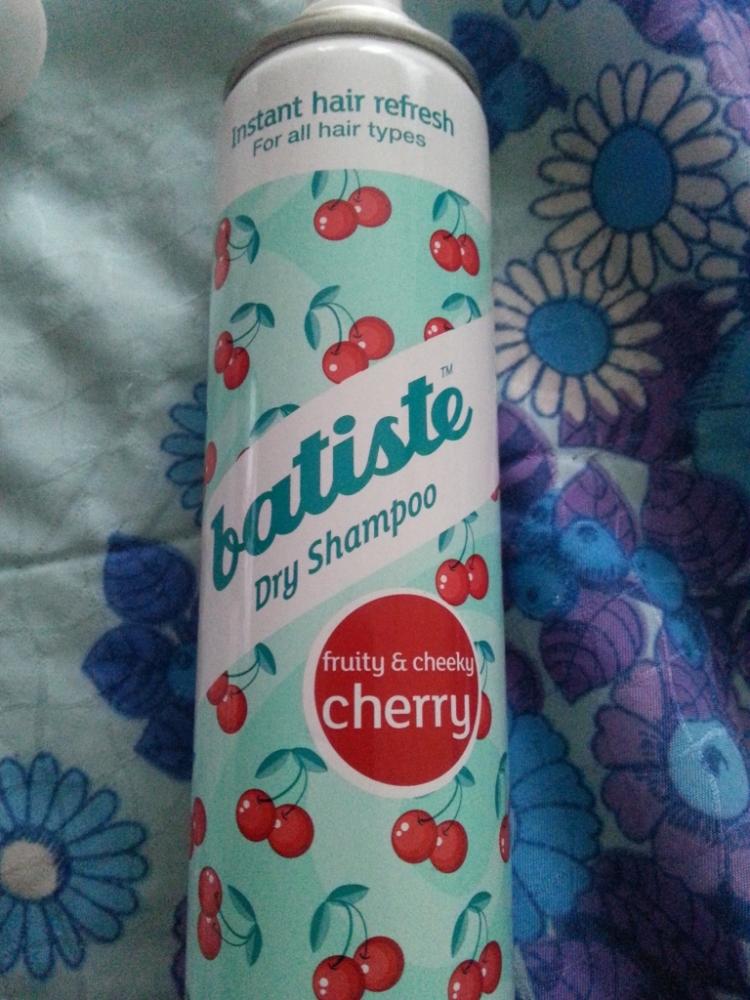 Instant hair refresh
For all hair types
batiste™
Dry Shampoo
fruity & cheeky
cherry